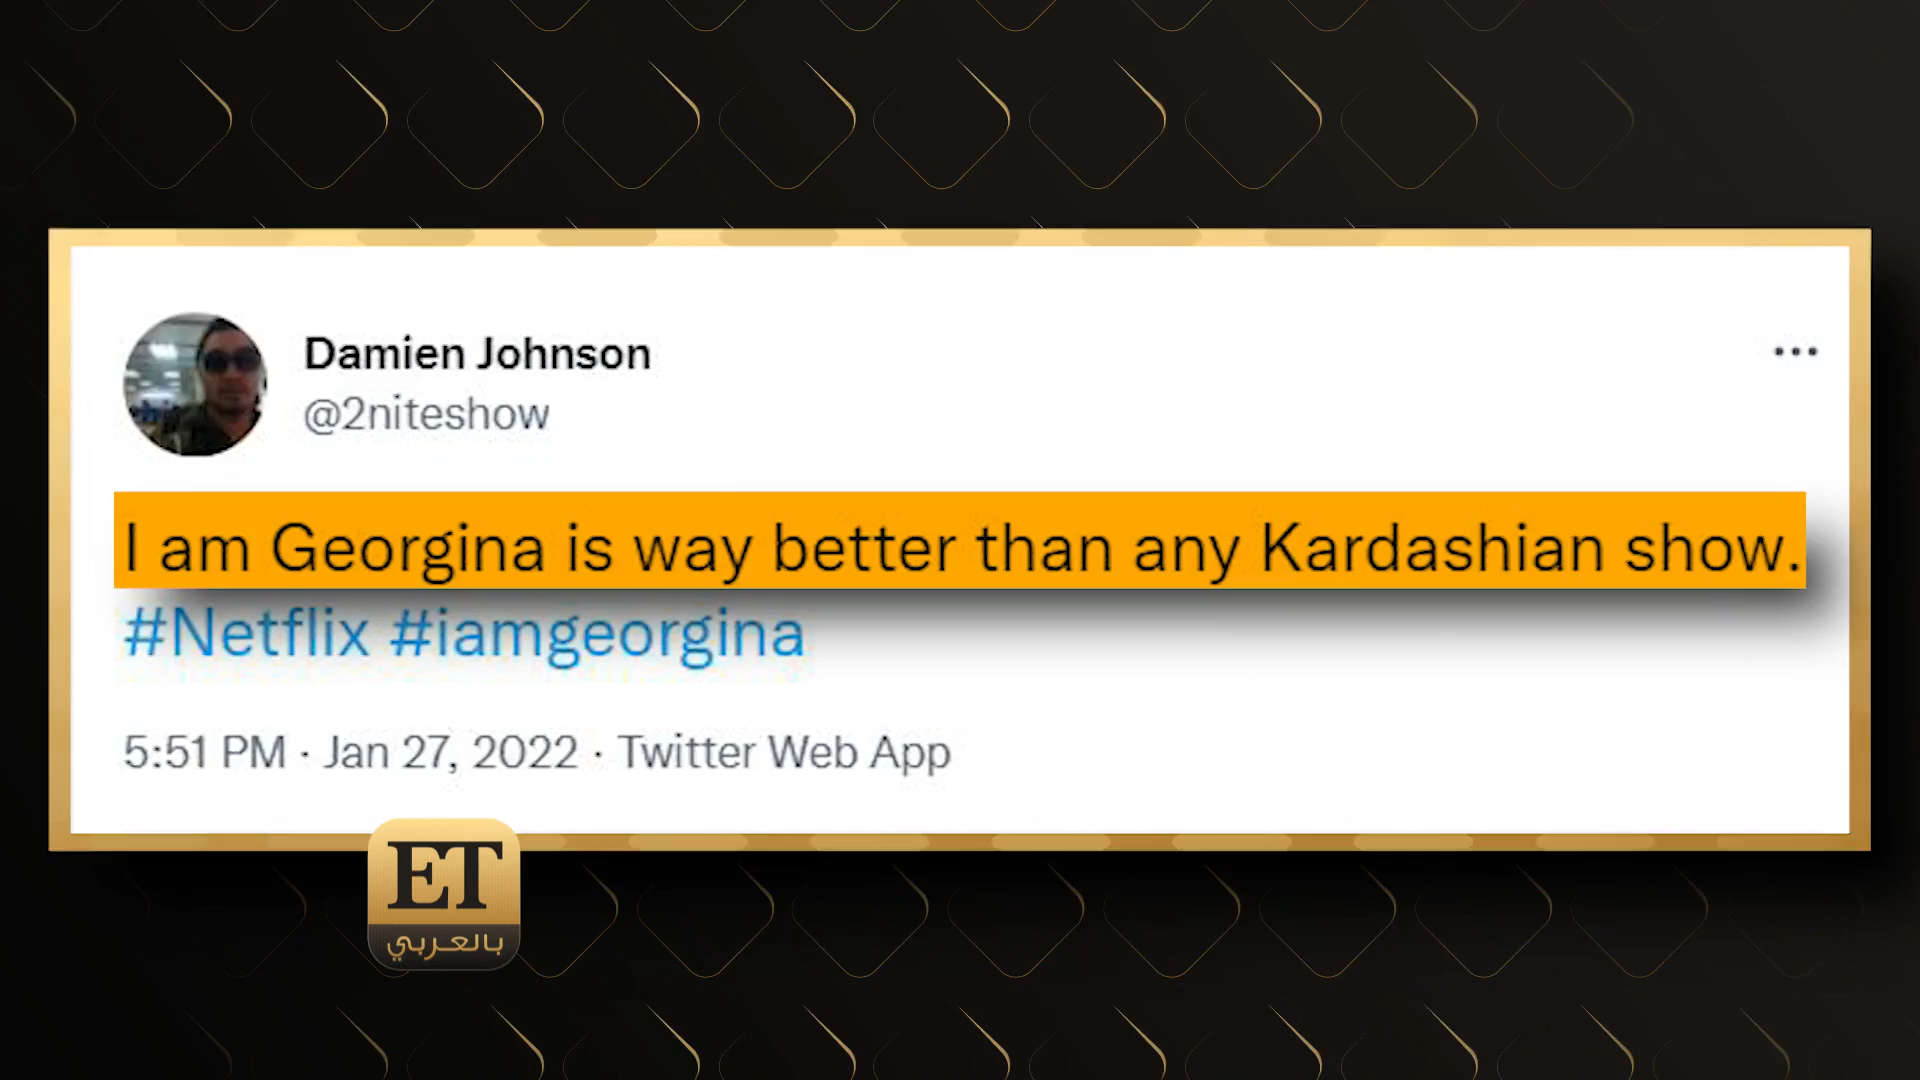 Damien Johnson
@2niteshow
I am Georgina is way better than any Kardashian show.
#Netflix #iamgeorgina
5:51 PM · Jan 27, 2022 · Twitter Web App
ET
بالعربي